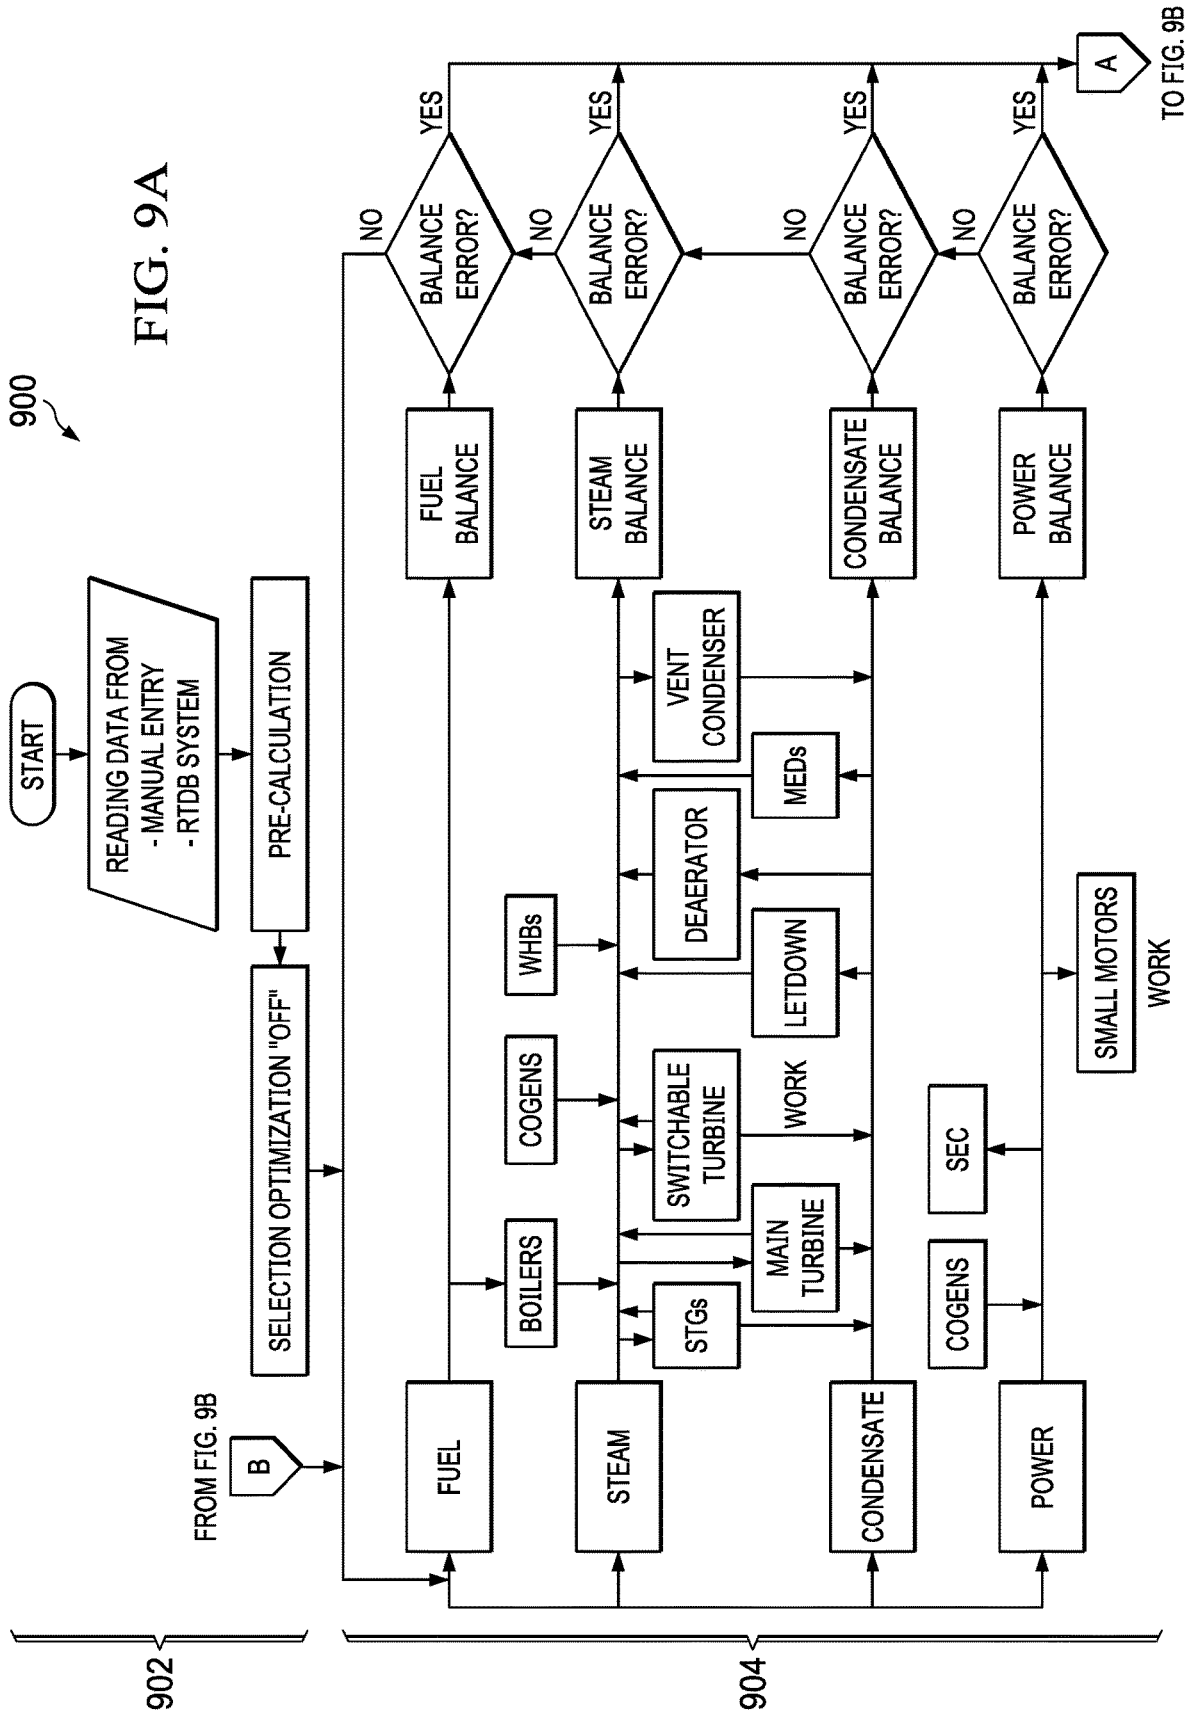 FIG. 9A
900
902
START
READING DATA FROM
- MANUAL ENTRY
- RTDB SYSTEM
PRE-CALCULATION
SELECTION OPTIMIZATION "OFF"
FROM FIG. 9B
B
904
FUEL
FUEL
BALANCE
BALANCE
ERROR?
NO
YES
BOILERS
COGENS
WHBs
STEAM
STEAM
BALANCE
BALANCE
ERROR?
NO
YES
STGs
MAIN
TURBINE
SWITCHABLE
TURBINE
WORK
LETDOWN
DEAERATOR
MEDs
VENT
CONDENSER
CONDENSATE
CONDENSATE
BALANCE
BALANCE
ERROR?
NO
YES
COGENS
SEC
POWER
POWER
BALANCE
BALANCE
ERROR?
NO
YES
SMALL MOTORS
WORK
A
TO FIG. 9B